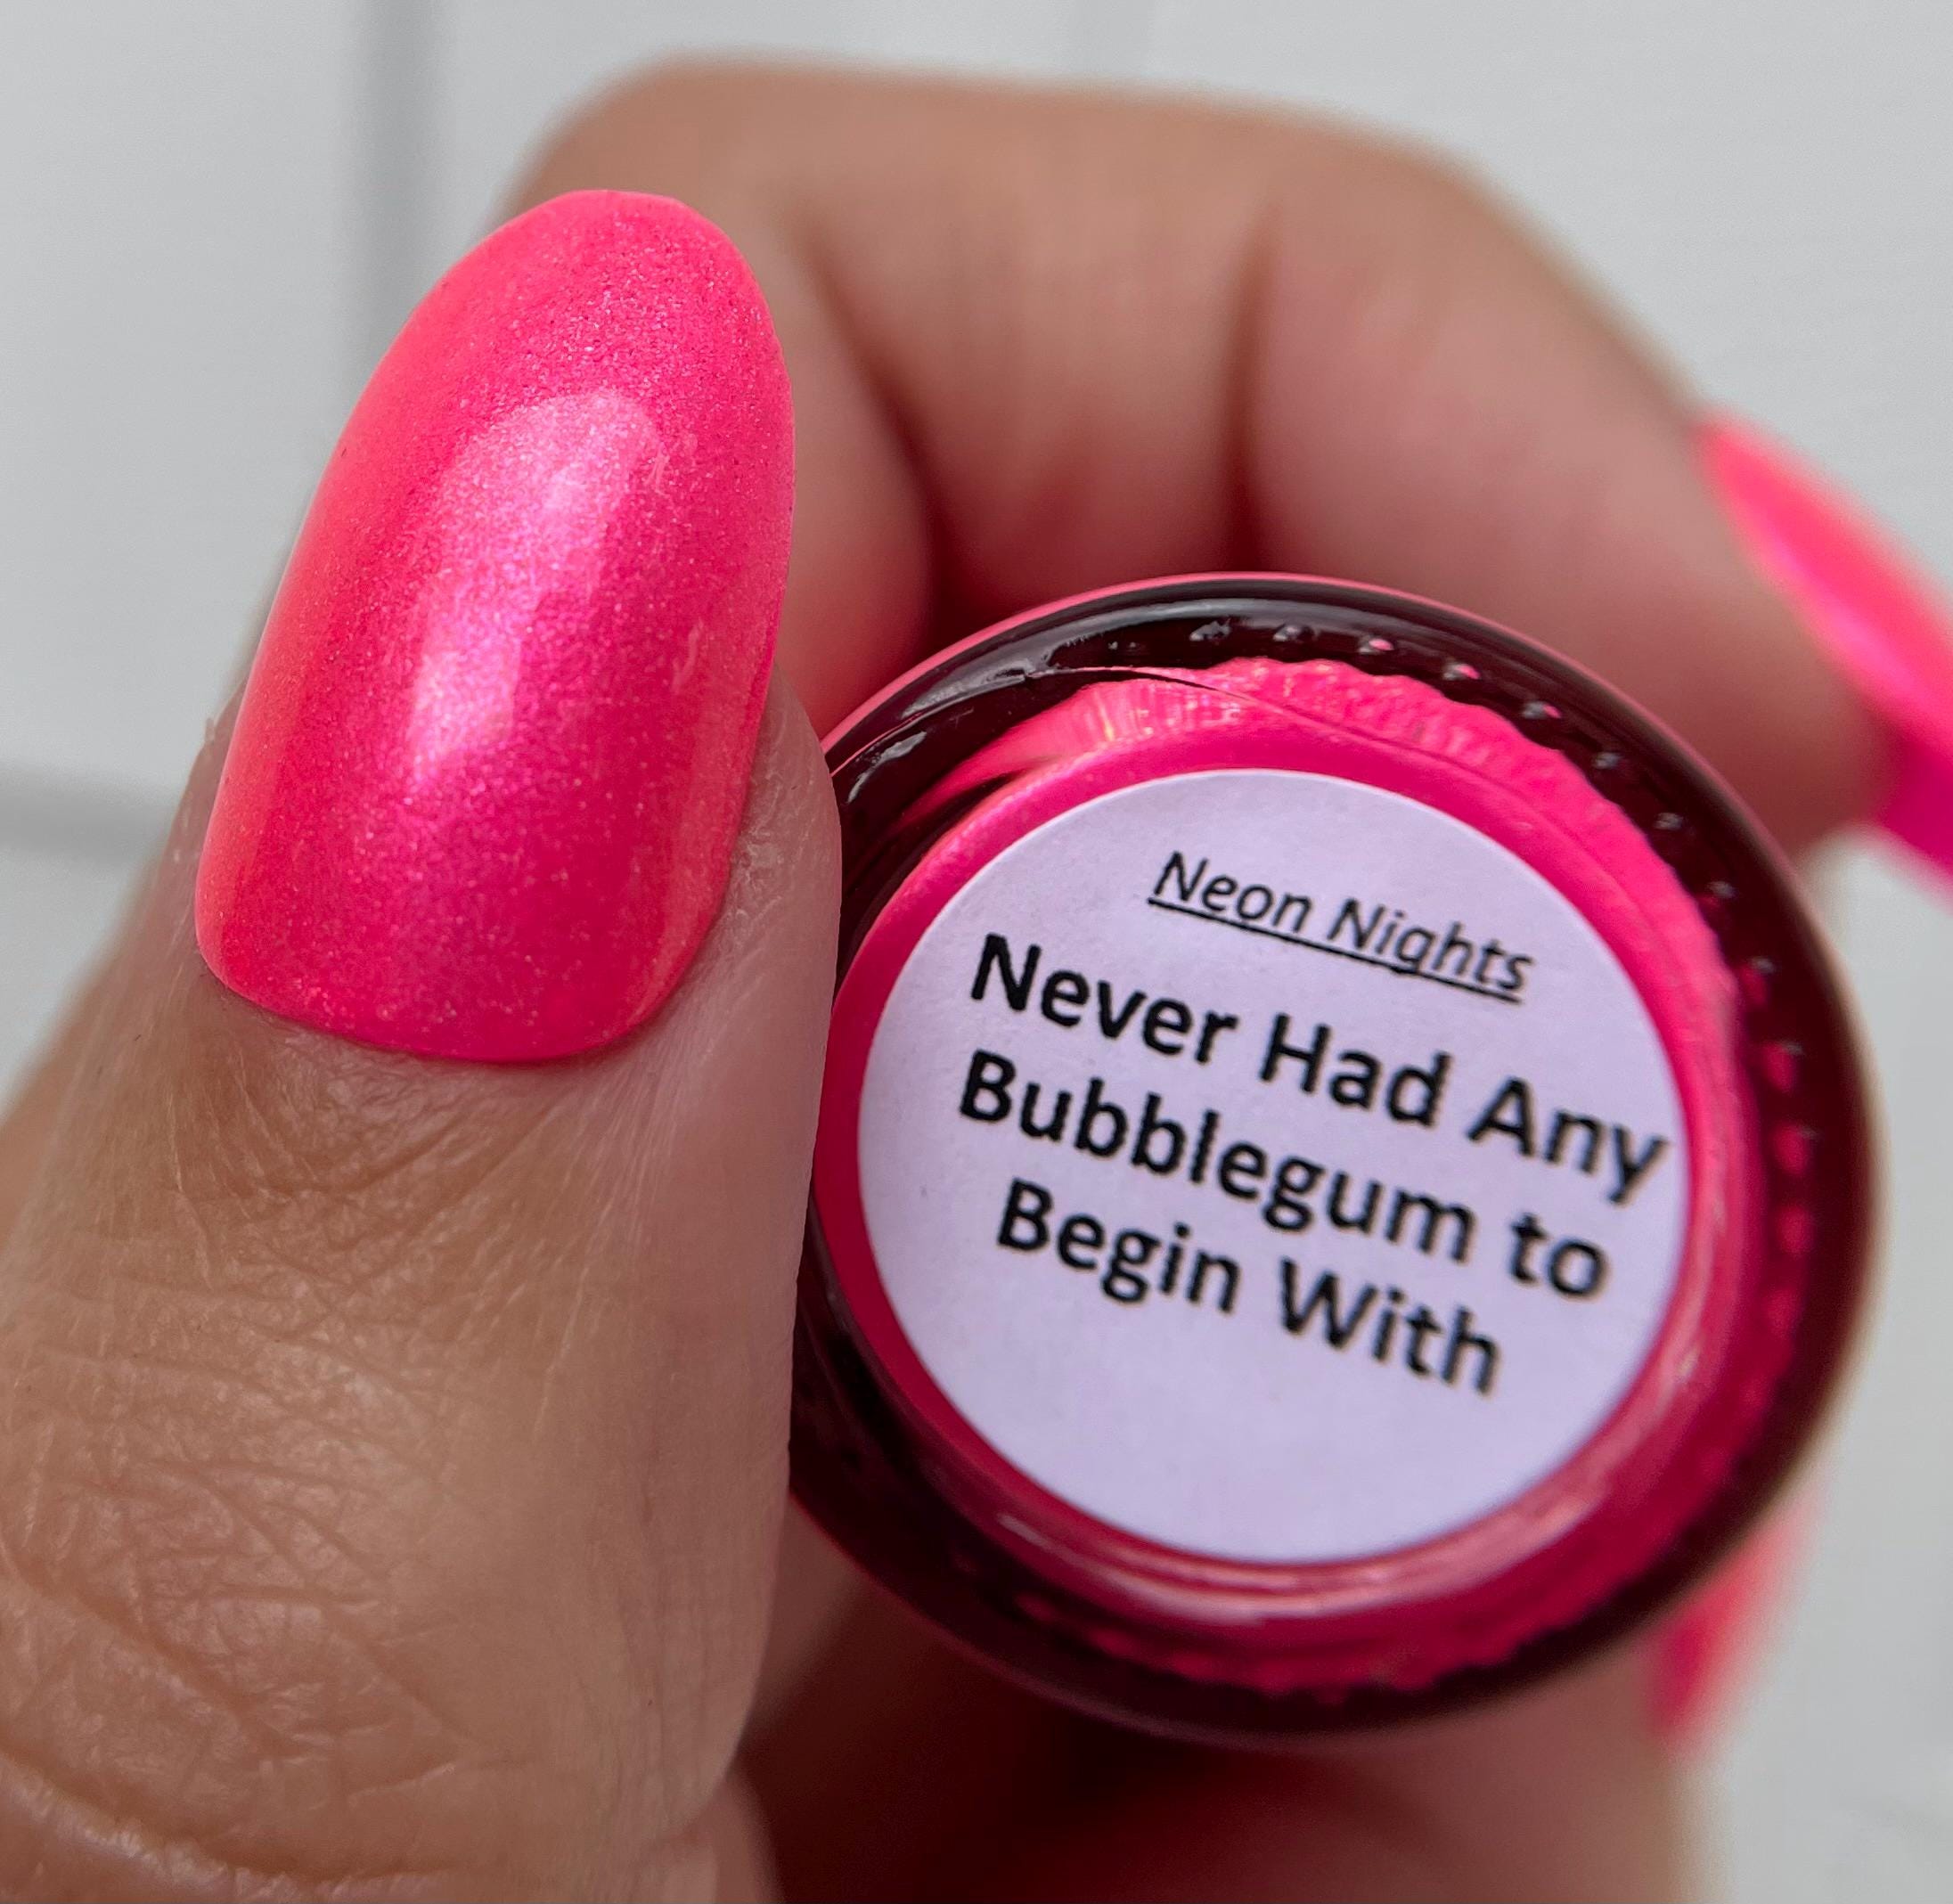 Neon Nights
Never Had Any
Bubblegum to
Begin With